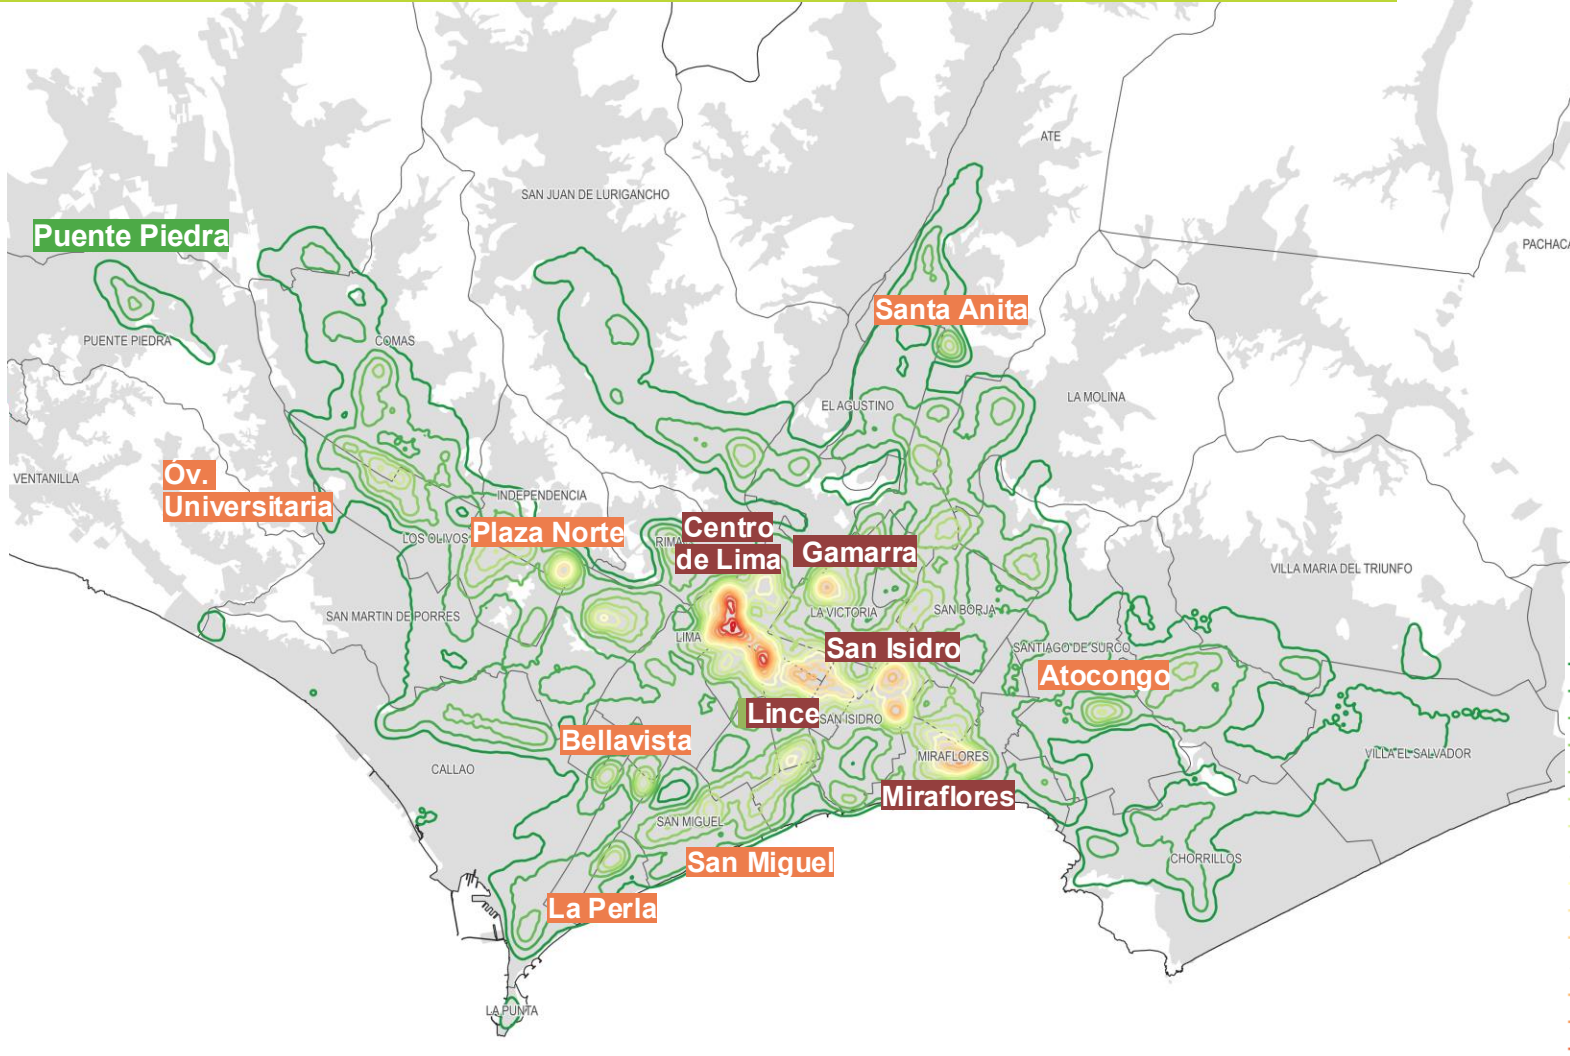 ATE
SAN JUAN DE LURIGANCHO
Puente Piedra
PACHACA
Santa Anita
PUENTE PIEDRA
COMAS
LA MOLINA
EL AGUSTINO
VENTANILLA
Óv.
Universitaria
INDEPENDENCIA
LOS OLIVOS
Plaza Norte
RIMA
Centro
de Lima
Gamarra
VILLA MARIA DEL TRIUNFO
SAN MARTIN DE PORRES
LA VICTORIA
SAN BORJA
LIMA
San Isidro
SANTIAGO DE SURCO
Atocongo
Lince
SAN ISIDRO
Bellavista
CALLAO
MIRAFLORES
VILLA EL SALVADOR
Miraflores
SAN MIGUEL
San Miguel
CHORRILLOS
La Perla
LA PUNTA